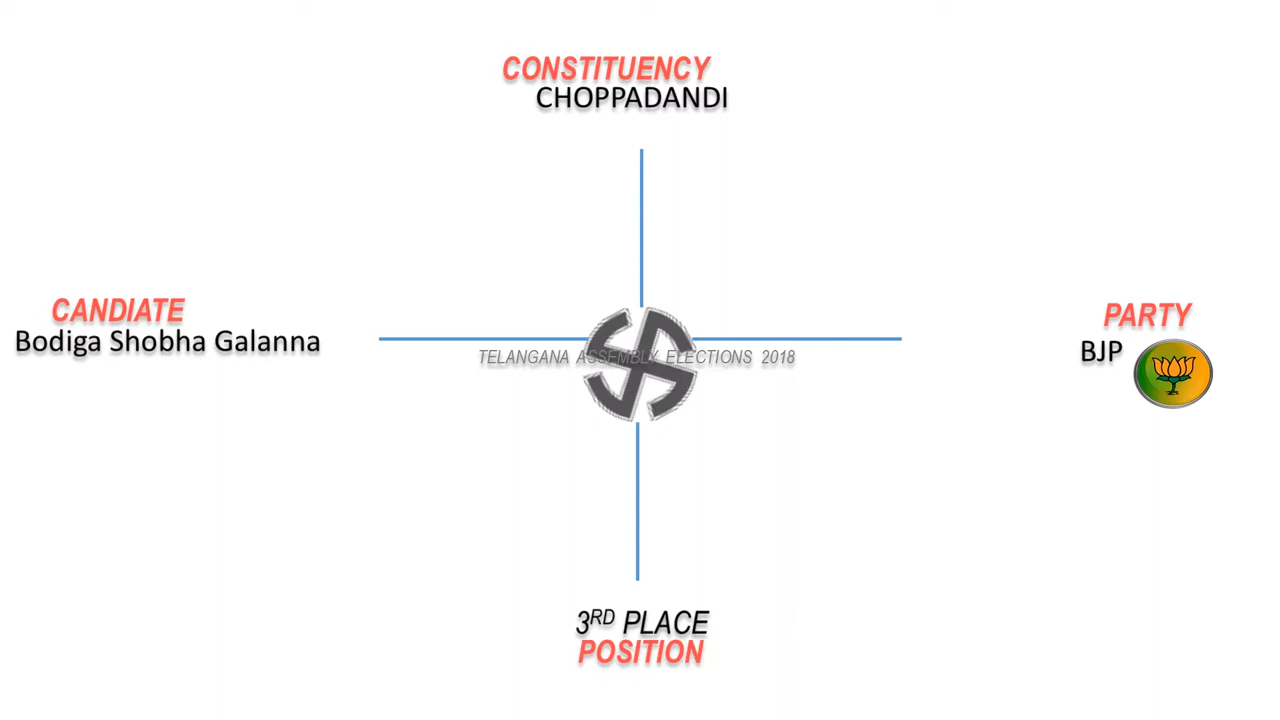 CONSTITUENCY
CHOPPADANDI
CANDIATE
Bodiga Shobha Galanna
TELANGANA ASSEMBLY ELECTIONS 2018
PARTY
BJP
3RD PLACE
POSITION